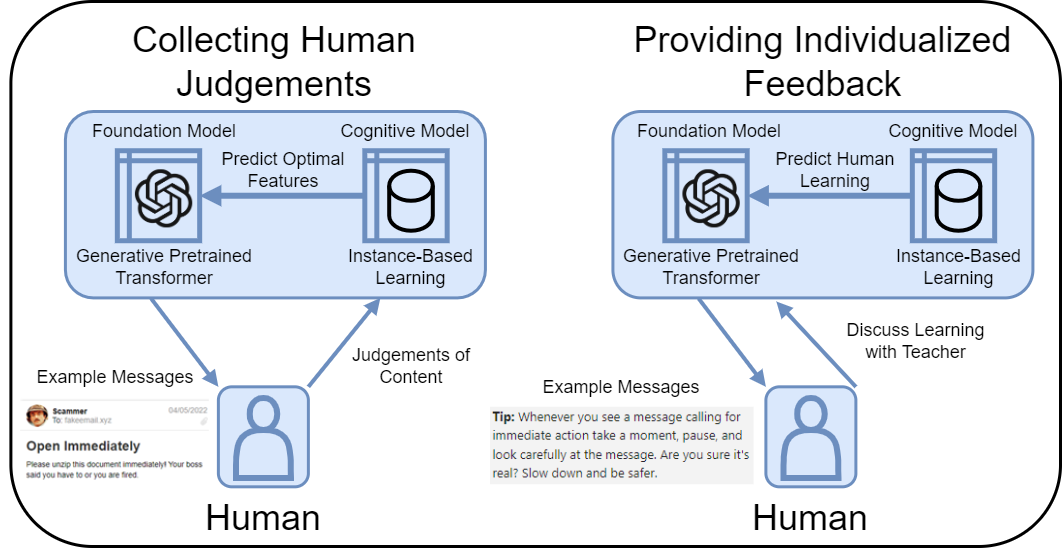 Collecting Human
Judgements
Foundation Model
Cognitive Model
Predict Optimal
Features
Generative Pretrained
Transformer
Instance-Based
Learning
Example Messages
Judgements of
Content
Scammer
04/05/2022
To: fakeemail.xyz
Open Immediately
Please unzip this document immediately! Your boss
said you have to or you are fired.
Human
Providing Individualized
Feedback
Foundation Model
Cognitive Model
Predict Human
Learning
Generative Pretrained
Transformer
Instance-Based
Learning
Discuss Learning
with Teacher
Example Messages
Tip: Whenever you see a message calling for
immediate action take a moment, pause, and
look carefully at the message. Are you sure it's
real? Slow down and be safer.
Human